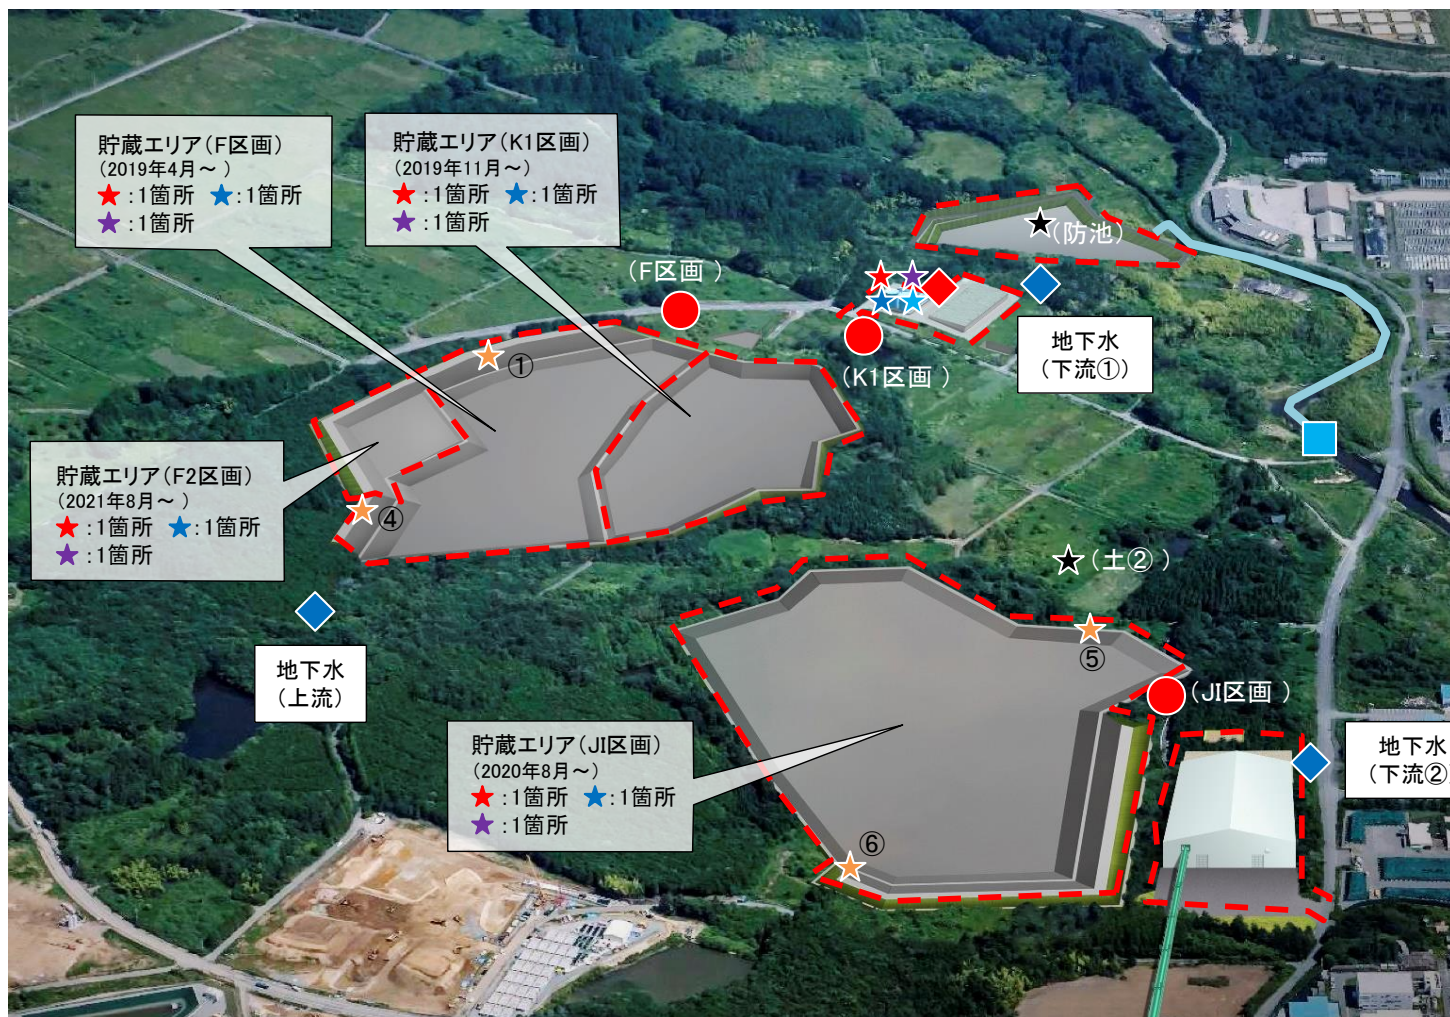 貯蔵エリア(F区画)
(2019年4月～ )
★:1箇所 ★:1箇所
★:1箇所
貯蔵エリア(K1区画)
(2019年11月～)
★:1箇所 ★:1箇所
★:1箇所
(F区画 )
(防池)
地下水
(下流①)
(K1区画 )
①
貯蔵エリア(F2区画)
(2021年8月～ )
★:1箇所 ★:1箇所
★:1箇所
④
(土②)
⑤
地下水
(上流)
(JI区画 )
貯蔵エリア(JI区画)
(2020年8月～)
★:1箇所 ★:1箇所
★:1箇所
地下水
(下流②)
⑥